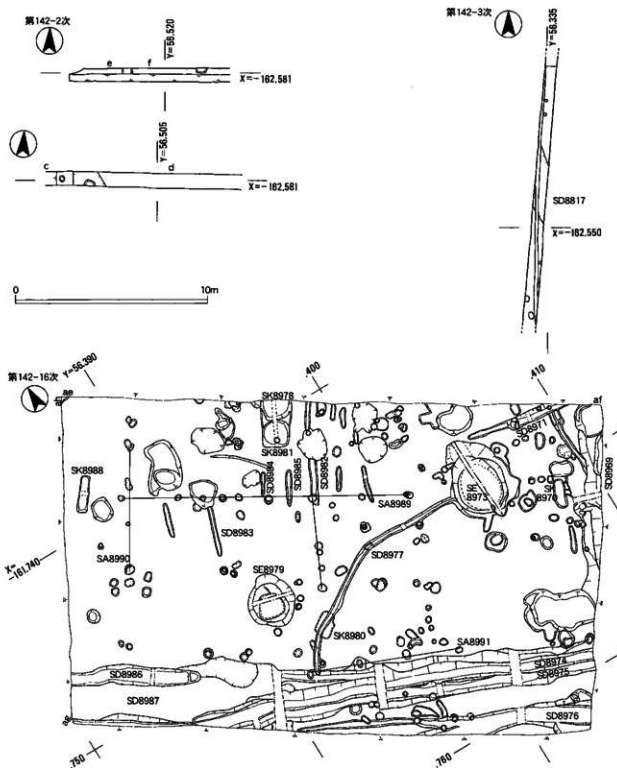 第142-2次
Y=56.520
e f
X=-162.581
Y=56.505
c d
X=-162.581
0 10m
第142-3次
Y=56.335
SD8817
X=-162.550
第142-16次
Y=56.390
.400
.410
ae
af
SK8978
SK8981
SK8988
SD8984
SD8985
SD8982
SD8971
SD8969
SE
8973
8970
SA8989
SD8983
SD8977
SA8990
X=
-161.740
SE8979
SK8980
SA8991
SD8986
SD8974
SD8975
SD8987
SD8976
.750
.760